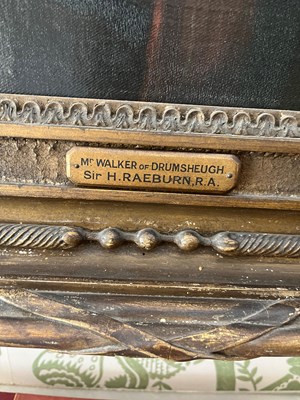 Mr WALKER OF DRUMSHEUGH
Sir H. RAEBURN, R.A.